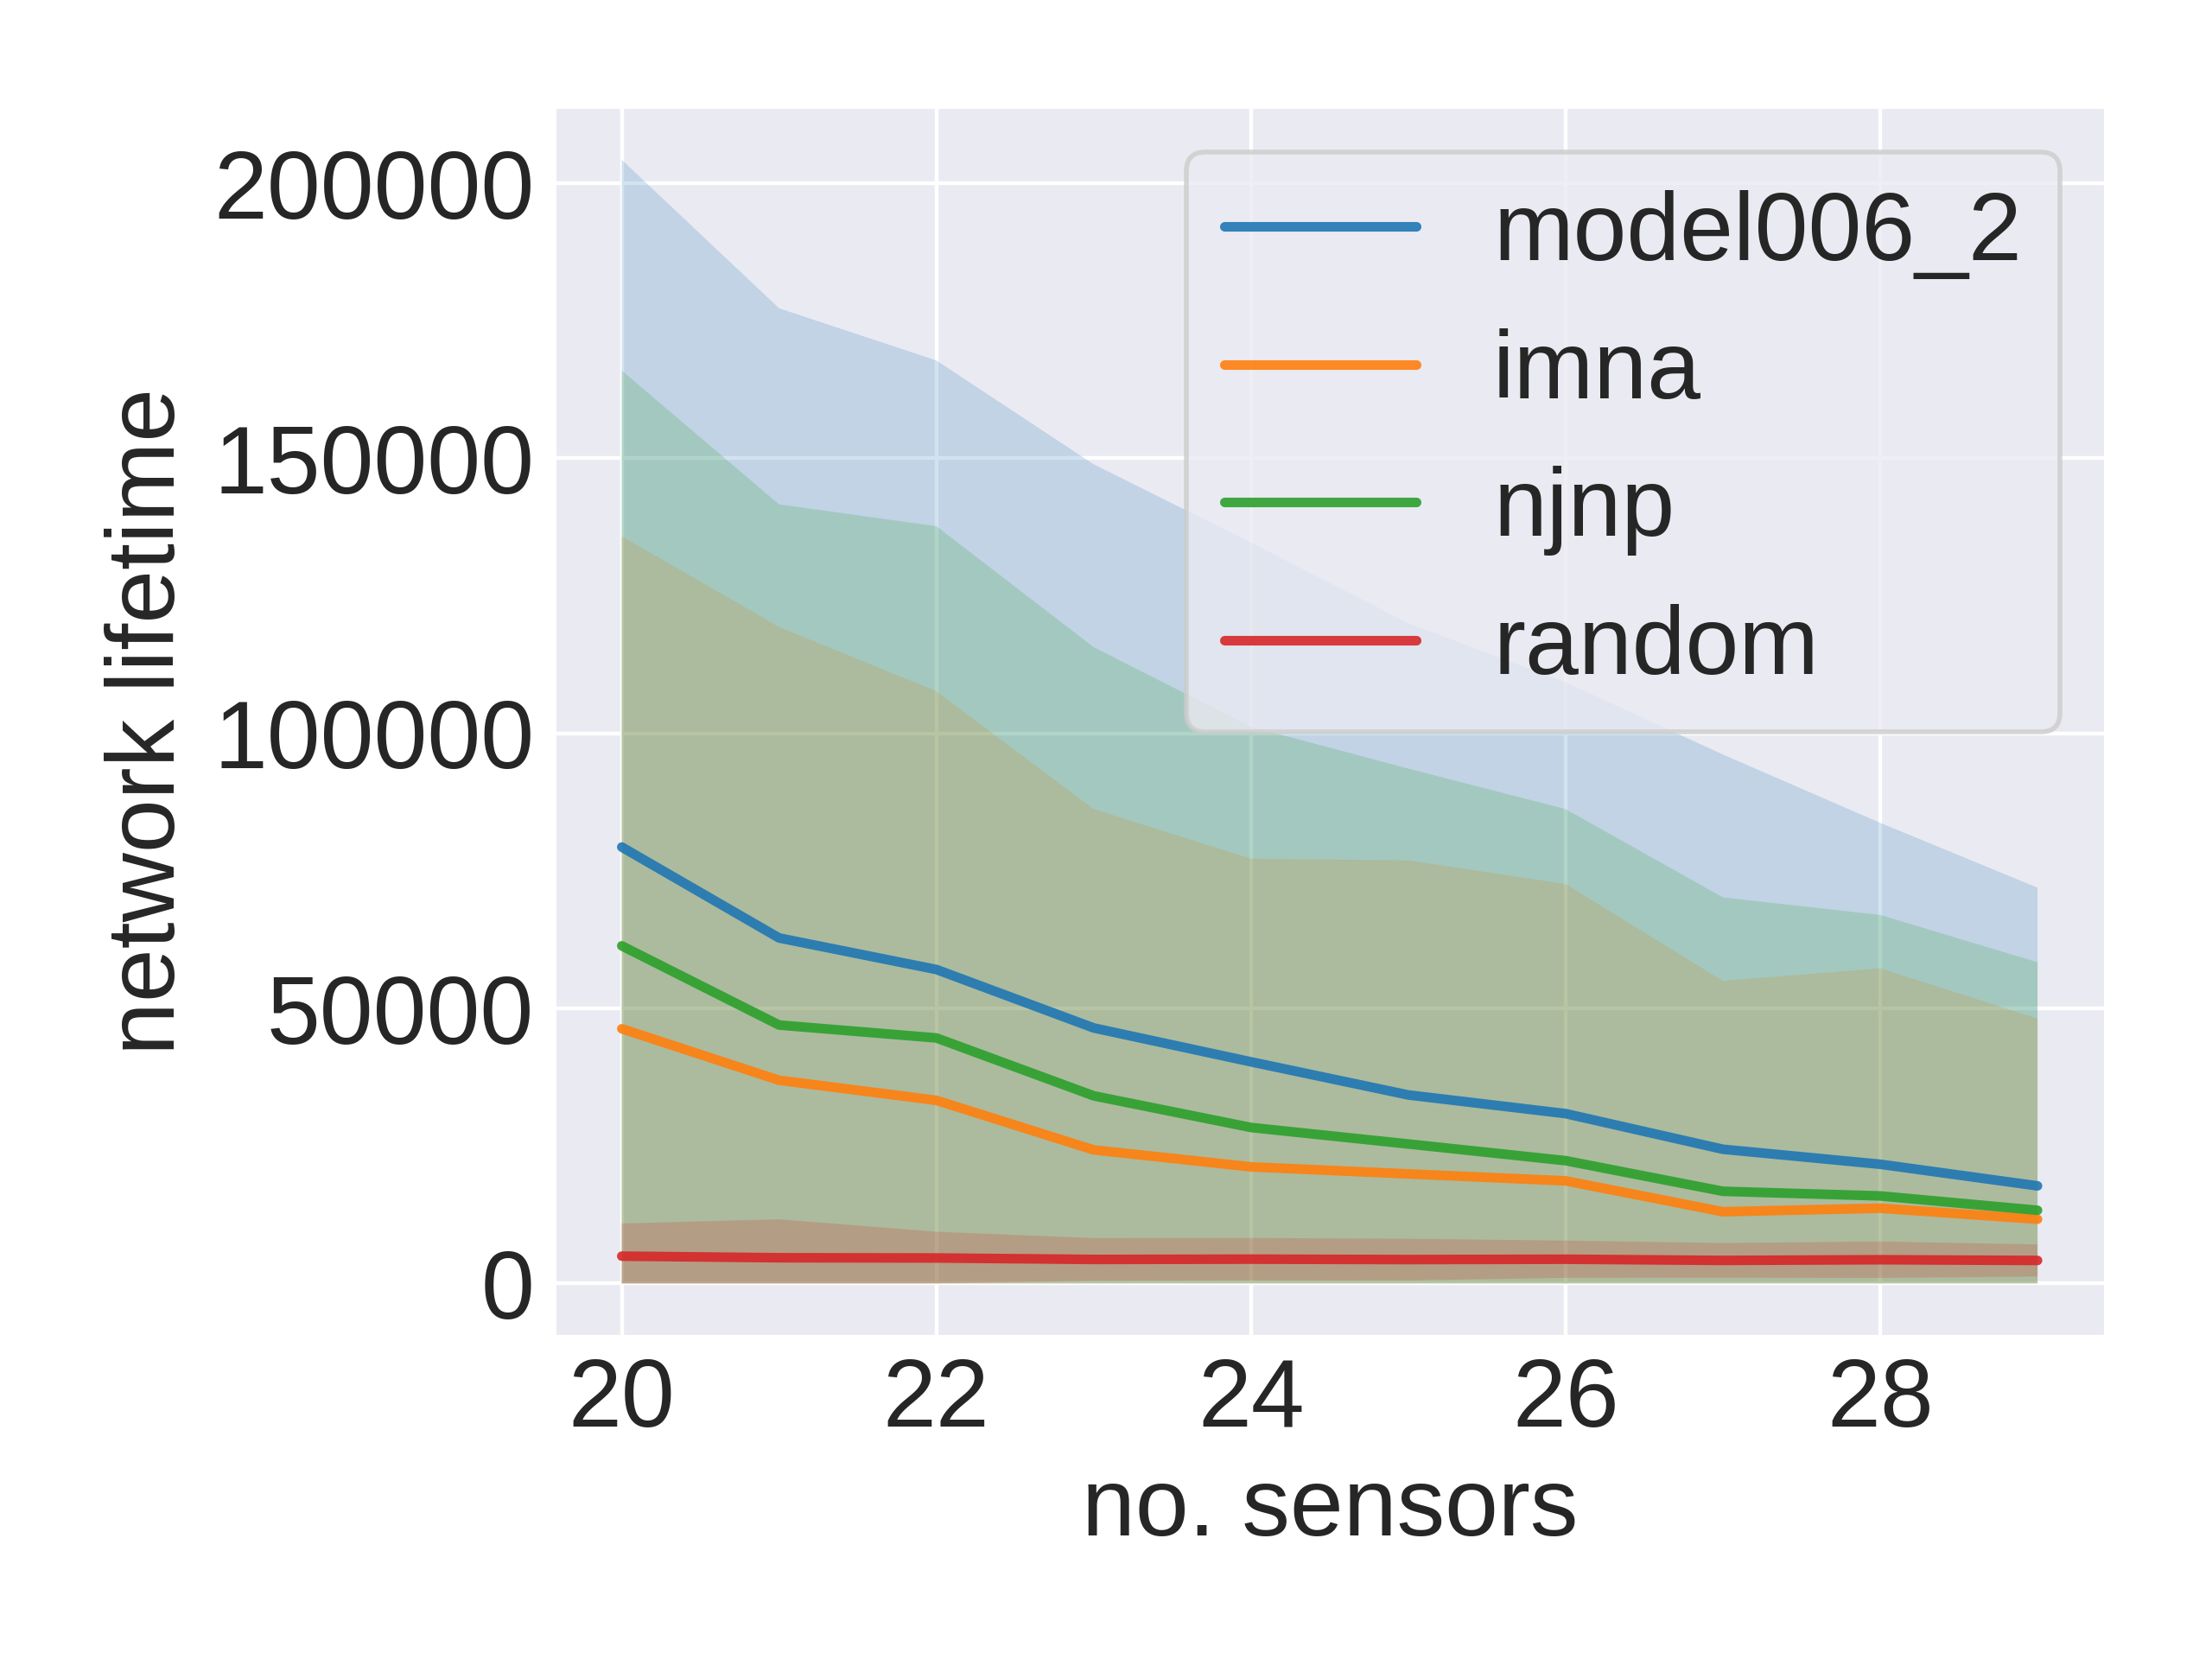 200000
150000
100000
50000
0
network lifetime
model006_2
imna
njnp
random
20 22 24 26 28
no. sensors